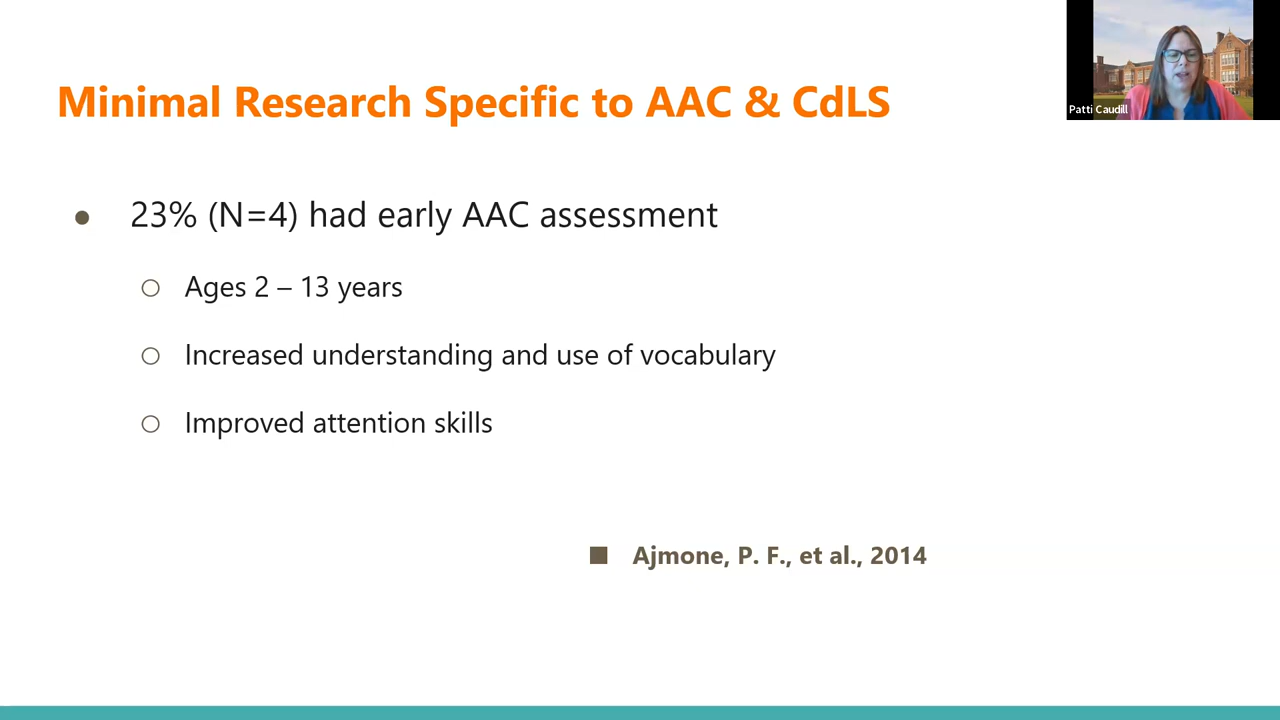 Minimal Research Specific to AAC & CdLS
Patti Caudill
23% (N=4) had early AAC assessment
Ages 2 – 13 years
Increased understanding and use of vocabulary
Improved attention skills
Ajmone, P. F., et al., 2014